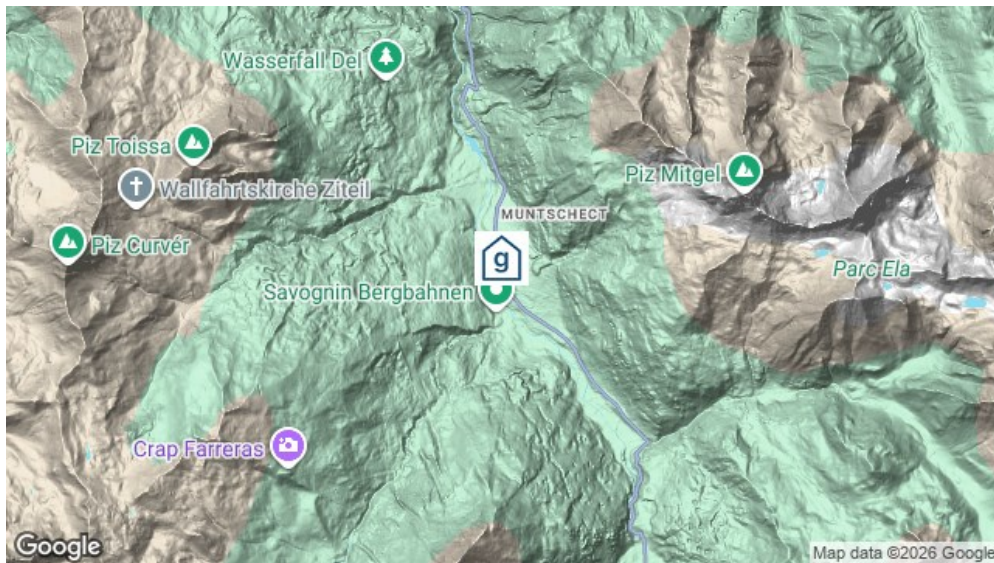 Wasserfall Del
Piz Toissa
Piz Mitgel
Wallfahrtskirche Ziteil
MUNTSCHECT
Piz Curvér
g
Parc Ela
Savognin Bergbahnen
Crap Farreras
Google
Map data ©2026 Google